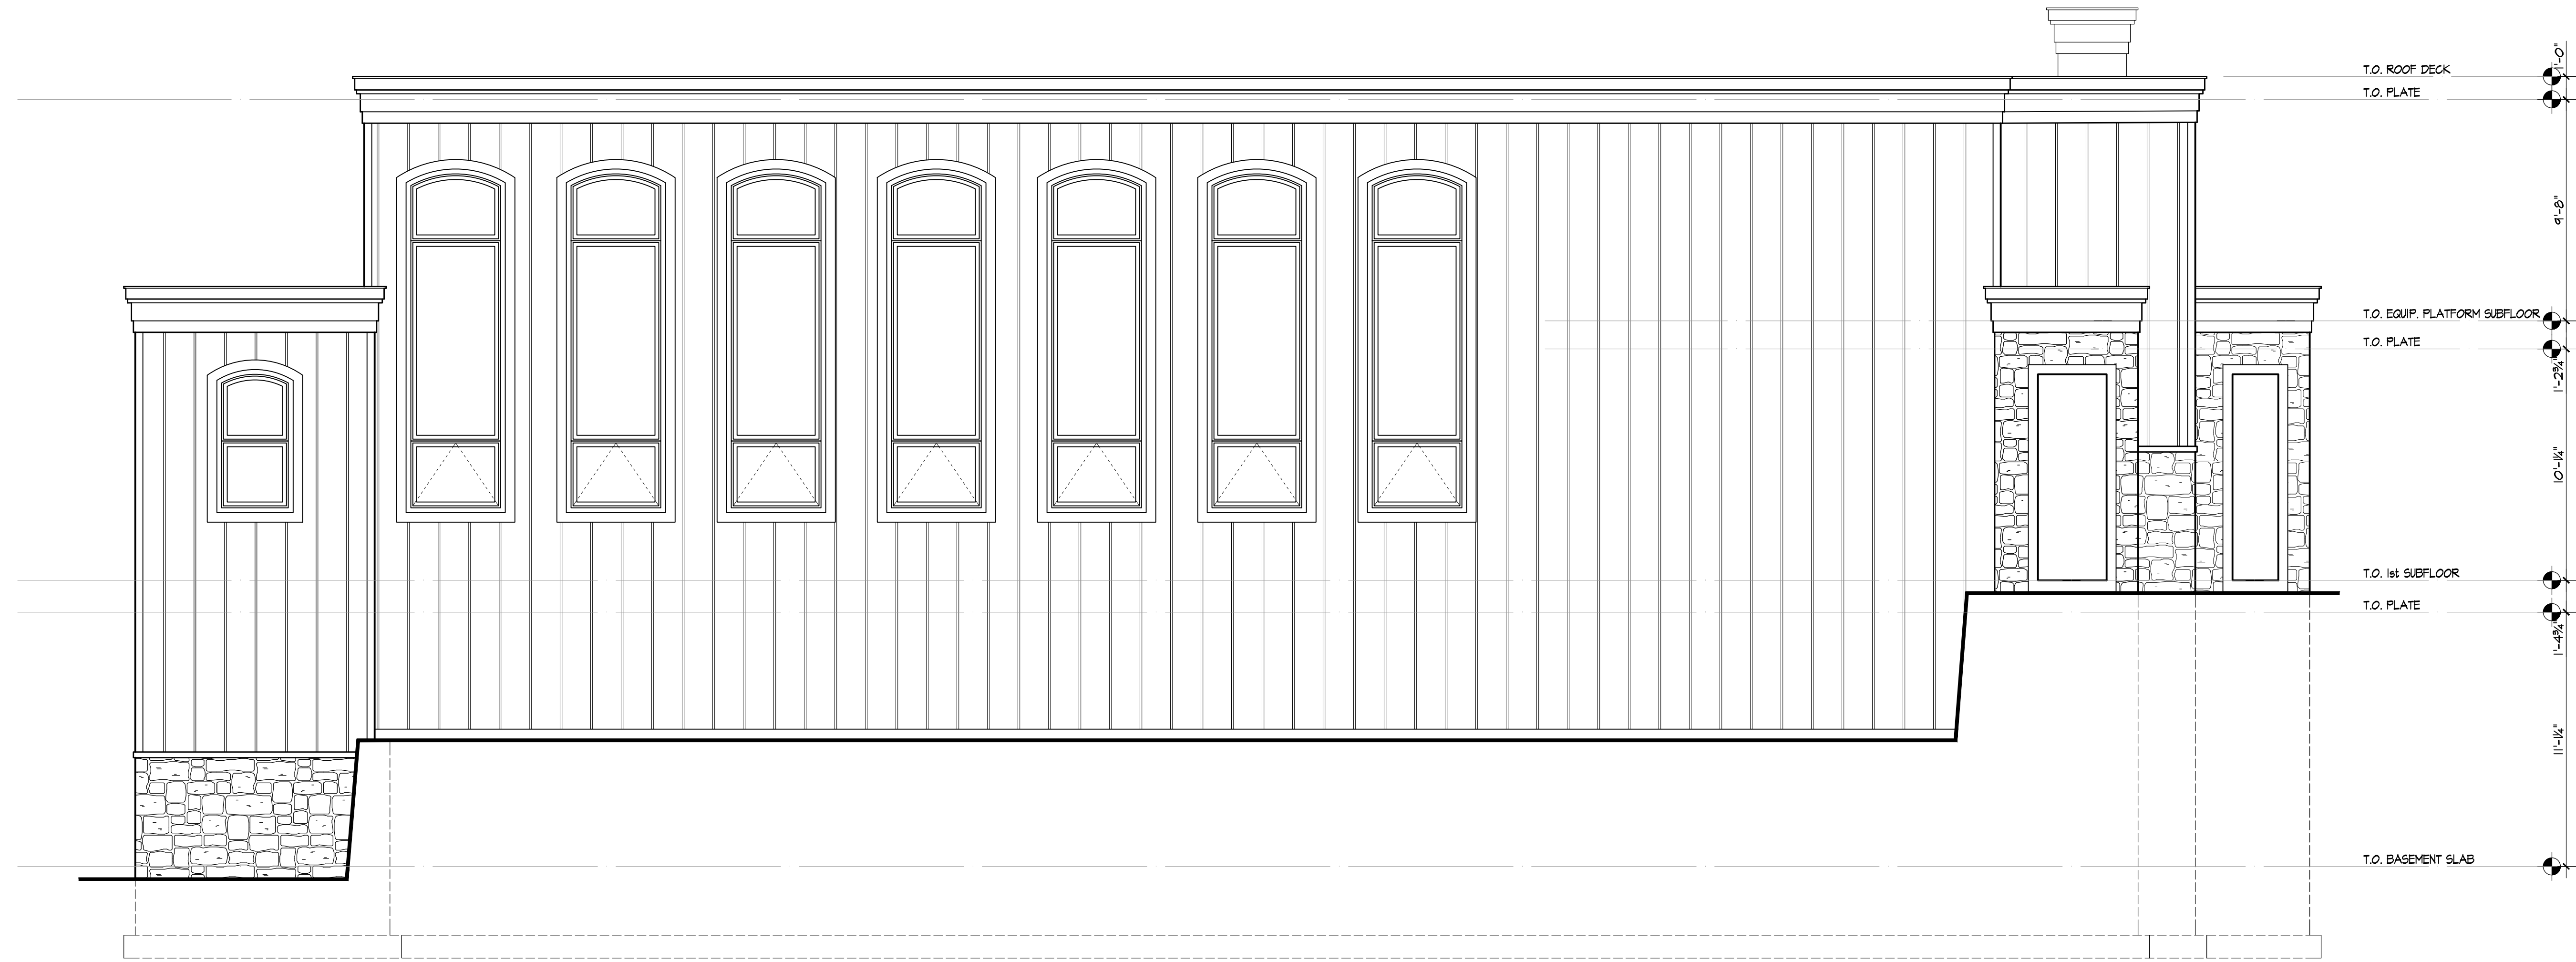 1'-0"
T.O. ROOF DECK
T.O. PLATE
9'-8"
T.O. EQUIP. PLATFORM SUBFLOOR
T.O. PLATE
1'-2¾"
10'-1¼"
T.O. 1st SUBFLOOR
T.O. PLATE
1'-4¾"
11'-1¼"
T.O. BASEMENT SLAB